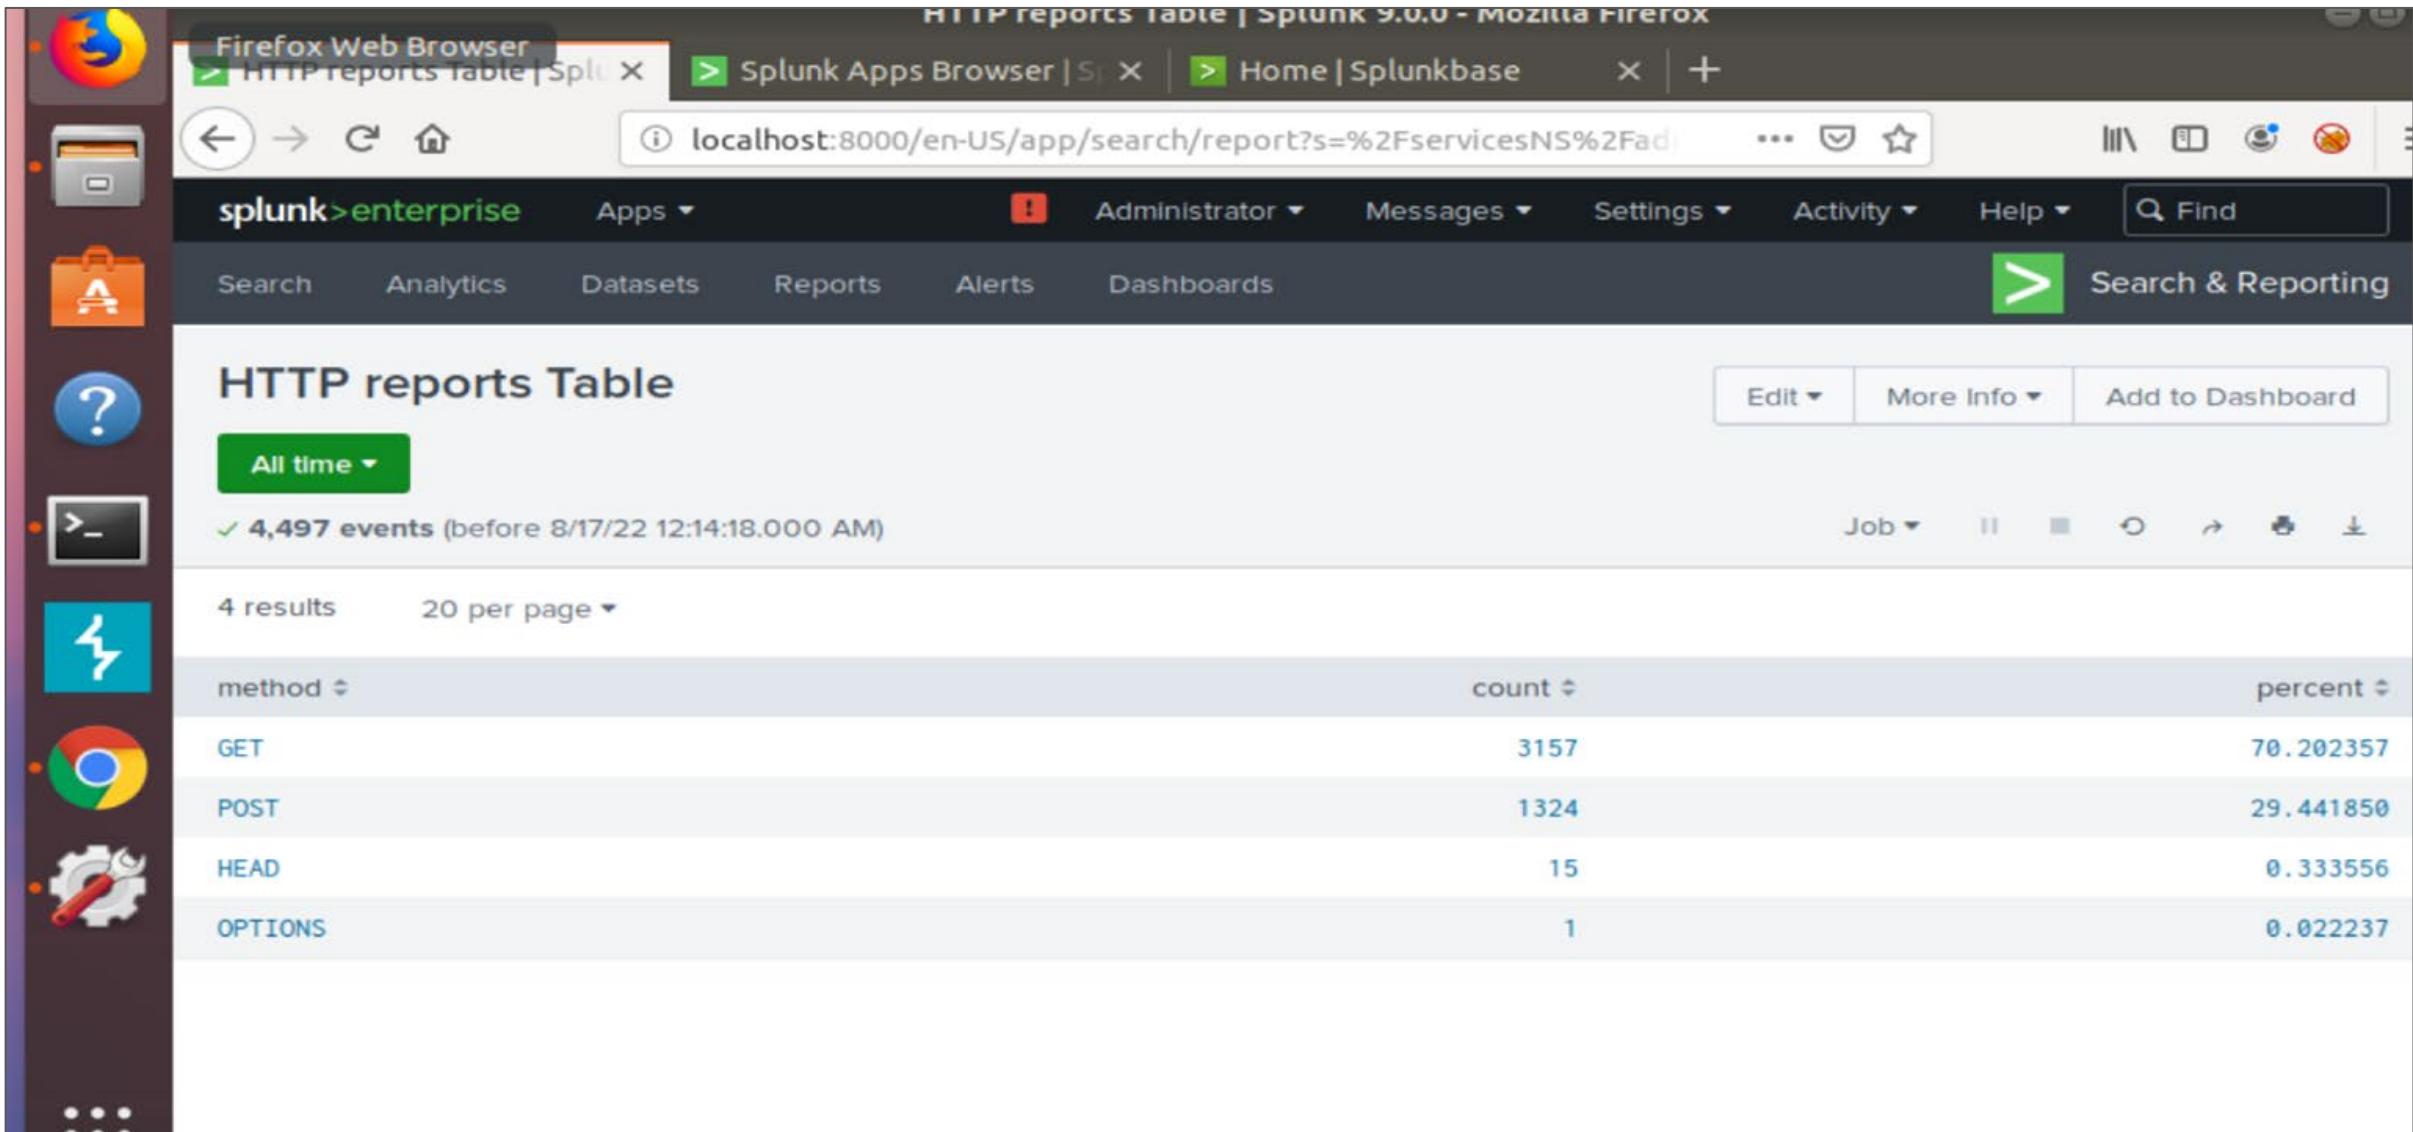 HTTP reports Table | Splunk 9.0.0 - Mozilla Firefox
Firefox Web Browser
HTTP reports Table | Splu
Splunk Apps Browser | S
Home | Splunkbase
localhost:8000/en-US/app/search/report?s=%2FservicesNS%2Fad
splunk>enterprise Apps Administrator Messages Settings Activity Help Find
Search Analytics Datasets Reports Alerts Dashboards Search & Reporting
HTTP reports Table
Edit More Info Add to Dashboard
All time
4,497 events (before 8/17/22 12:14:18.000 AM) Job
4 results 20 per page
method count percent
GET 3157 70.202357
POST 1324 29.441850
HEAD 15 0.333556
OPTIONS 1 0.022237